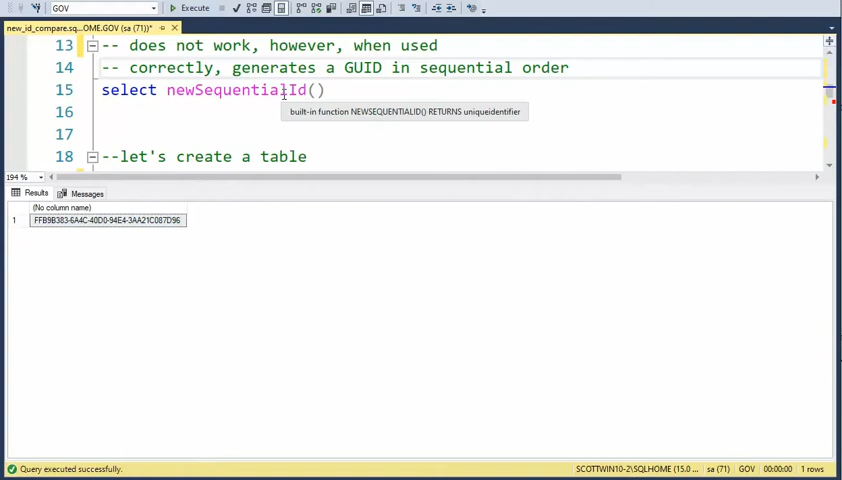 GOV
Execute
new_id_compare.sq...OME.GOV (sa (71))*
13 -- does not work, however, when used
14 -- correctly, generates a GUID in sequential order
15 select newSequentialId()
built-in function NEWSEQUENTIALID() RETURNS uniqueidentifier
16
17
18 --let's create a table
194 %
Results Messages
(No column name)
1 FFB9B383-6A4C-40D0-94E4-3AA21C087D96
Query executed successfully. SCOTTWIN10-2\SQLHOME (15.0 ... sa (71) GOV 00:00:00 1 rows